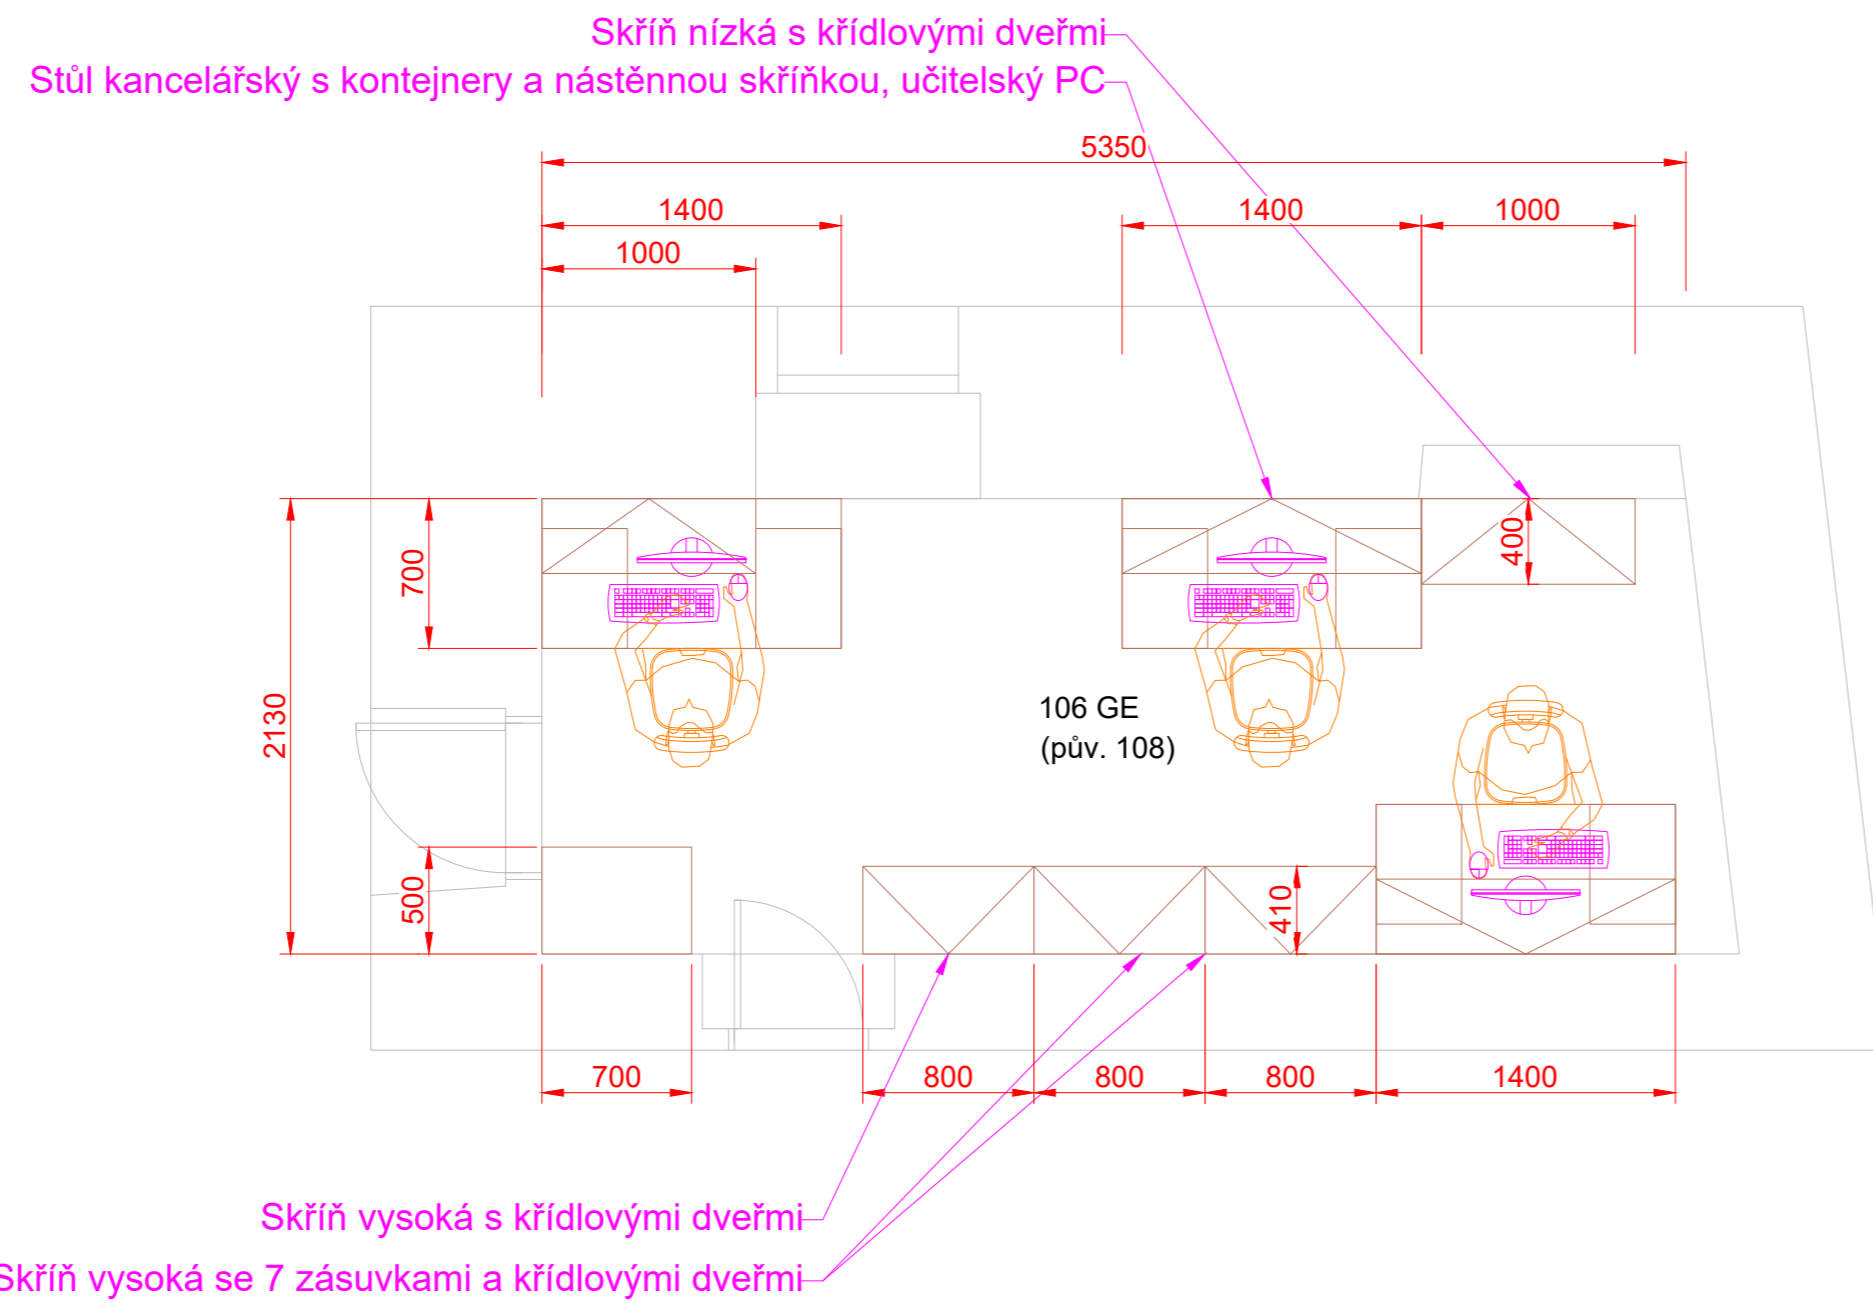 Skříň nízká s křídlovými dveřmi
Stůl kancelářský s kontejnery a nástěnnou skříňkou, učitelský PC
5350
1400
1400
1000
1000
700
400
2130
106 GE
(pův. 108)
500
410
700
800
800
800
1400
Skříň vysoká s křídlovými dveřmi
Skříň vysoká se 7 zásuvkami a křídlovými dveřmi